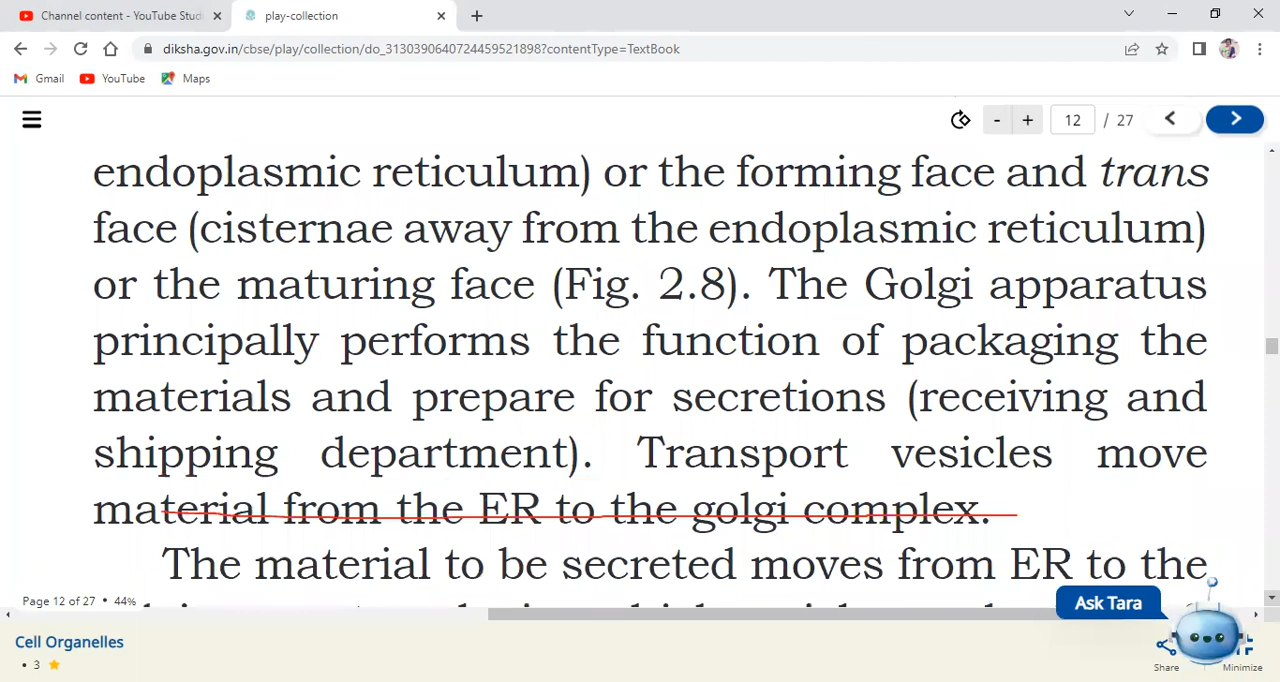 Channel content - YouTube Stud
play-collection
diksha.gov.in/cbse/play/collection/do_31303906407244595218​98?contentType=TextBook
Gmail YouTube Maps
- + 12 / 27
endoplasmic reticulum) or the forming face and trans
face (cisternae away from the endoplasmic reticulum)
or the maturing face (Fig. 2.8). The Golgi apparatus
principally performs the function of packaging the
materials and prepare for secretions (receiving and
shipping department). Transport vesicles move
material from the ER to the golgi complex.
The material to be secreted moves from ER to the
Page 12 of 27 • 44%
Ask Tara
Cell Organelles
• 3
Share
Minimize